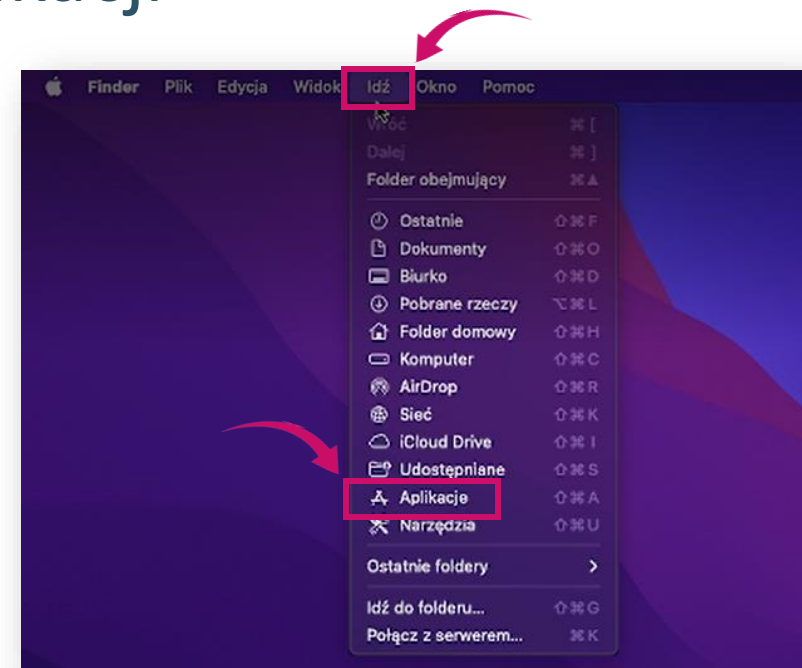 Finder Plik Edycja Widok Idź Okno Pomoc
Wróć ⌘ [
Dalej ⌘ ]
Folder obejmujący ⌘ ▲
Ostatnie ⇧ ⌘ F
Dokumenty ⇧ ⌘ O
Biurko ⇧ ⌘ D
Pobrane rzeczy ⌥ ⌘ L
Folder domowy ⇧ ⌘ H
Komputer ⇧ ⌘ C
AirDrop ⇧ ⌘ R
Sieć ⇧ ⌘ K
iCloud Drive ⇧ ⌘ I
Udostępniane ⇧ ⌘ S
Aplikacje ⇧ ⌘ A
Narzędzia ⇧ ⌘ U
Ostatnie foldery >
Idź do folderu... ⇧ ⌘ G
Połącz z serwerem... ⌘ K